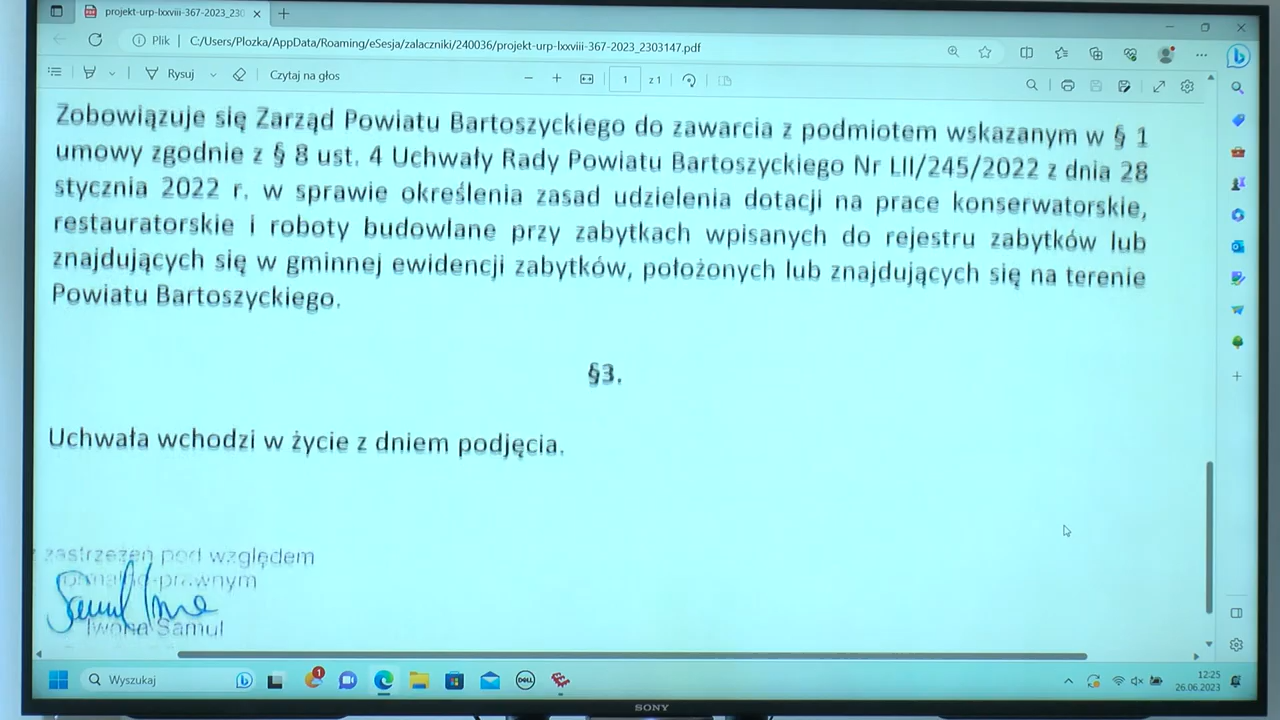 projekt-urp-lxxviii-367-2023_230
Plik | C:/Users/Plozka/AppData/Roaming/eSesja/zalaczniki/240036/projekt-urp-lxxviii-367-2023_2303147.pdf
Rysuj Czytaj na głos 1 z 1
Zobowiązuje się Zarząd Powiatu Bartoszyckiego do zawarcia z podmiotem wskazanym w § 1
umowy zgodnie z § 8 ust. 4 Uchwały Rady Powiatu Bartoszyckiego Nr LII/245/2022 z dnia 28
stycznia 2022 r. w sprawie określenia zasad udzielenia dotacji na prace konserwatorskie,
restauratorskie i roboty budowlane przy zabytkach wpisanych do rejestru zabytków lub
znajdujących się w gminnej ewidencji zabytków, położonych lub znajdujących się na terenie
Powiatu Bartoszyckiego.
§3.
Uchwała wchodzi w życie z dniem podjęcia.
zastrzeżeń pod względem
prawnym
Iwona Samul
Wyszukaj
1
DELL
12:25
26.06.2023
SONY